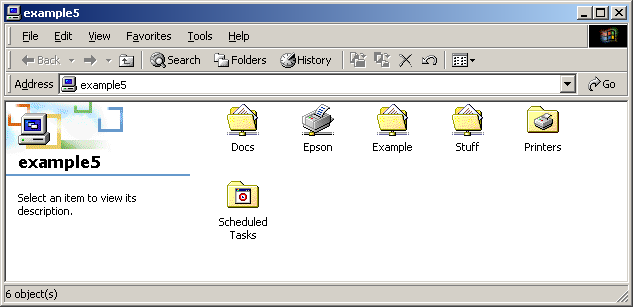 example5
File Edit View Favorites Tools Help
Back Search Folders History
Address example5 Go
example5
Select an item to view its
description.
Docs Epson Example Stuff Printers
Scheduled
Tasks
6 object(s)